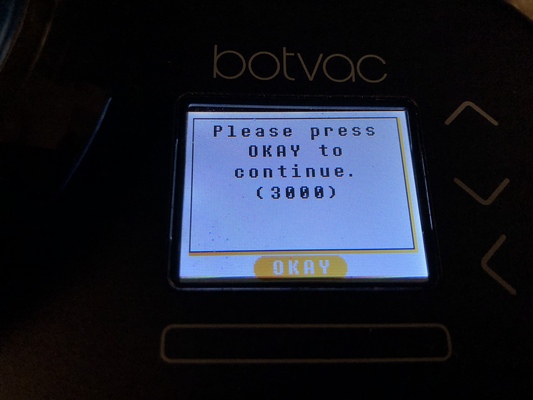 botvac
Please press
OKAY to
continue.
(3000)
OKAY